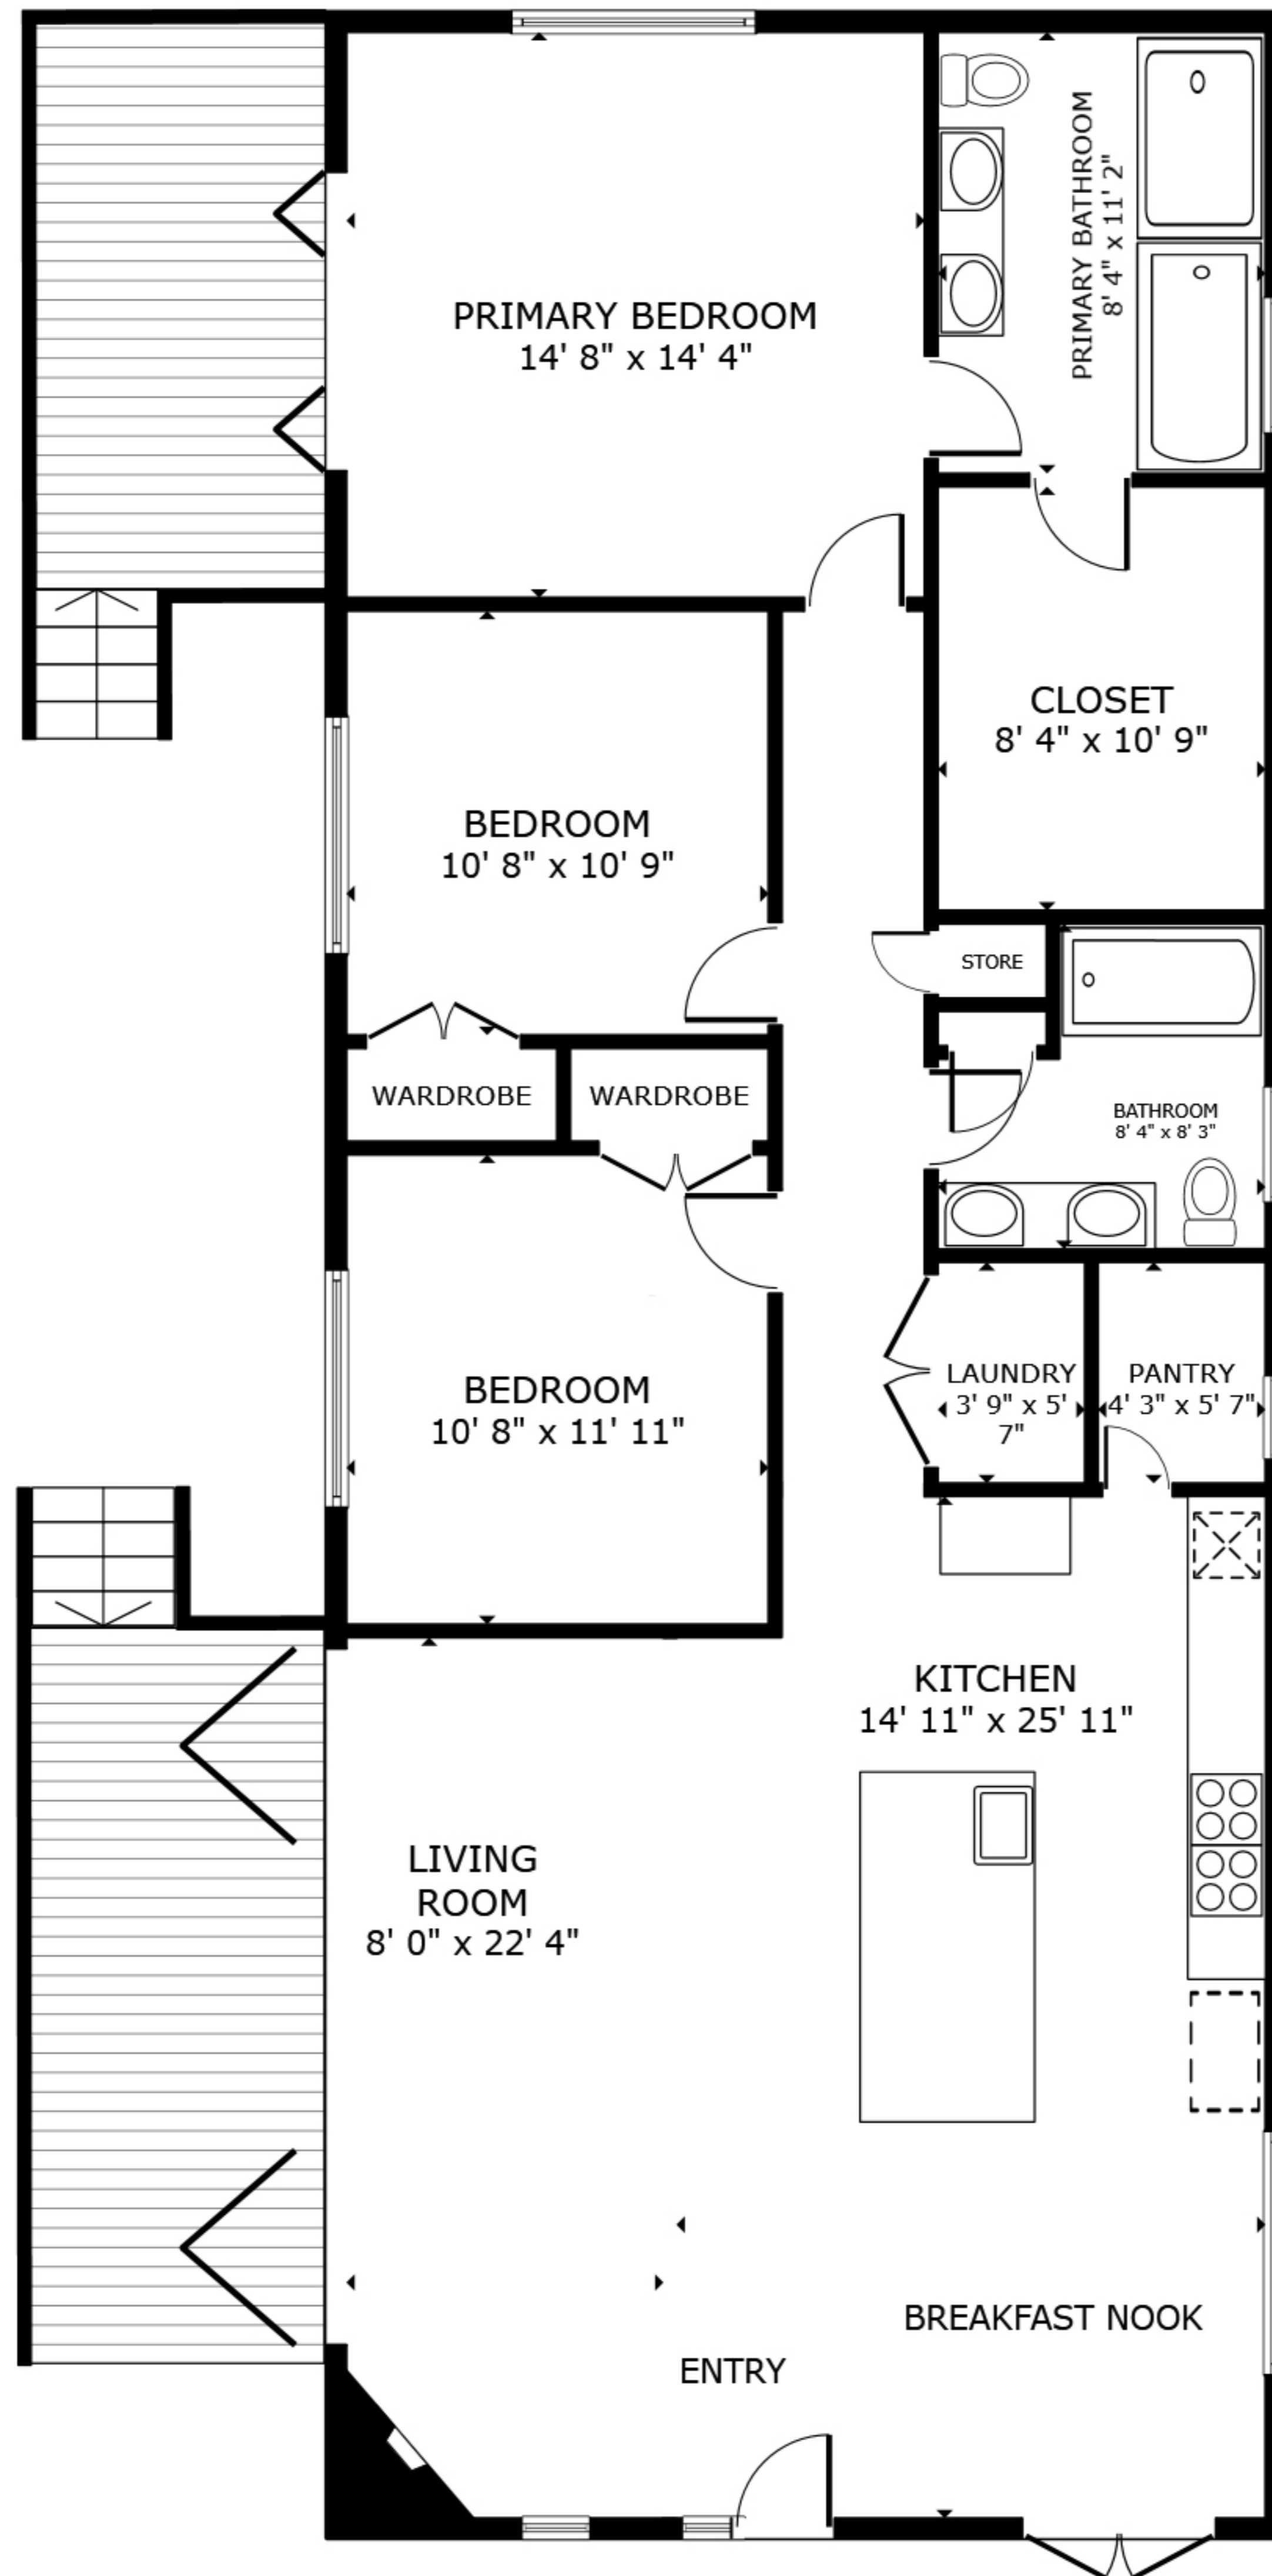 PRIMARY BEDROOM
14' 8" x 14' 4"
PRIMARY BATHROOM
8' 4" x 11' 2"
CLOSET
8' 4" x 10' 9"
BEDROOM
10' 8" x 10' 9"
STORE
WARDROBE
WARDROBE
BATHROOM
8' 4" x 8' 3"
BEDROOM
10' 8" x 11' 11"
LAUNDRY
3' 9" x 5'
7"
PANTRY
4' 3" x 5' 7"
KITCHEN
14' 11" x 25' 11"
LIVING
ROOM
8' 0" x 22' 4"
BREAKFAST NOOK
ENTRY